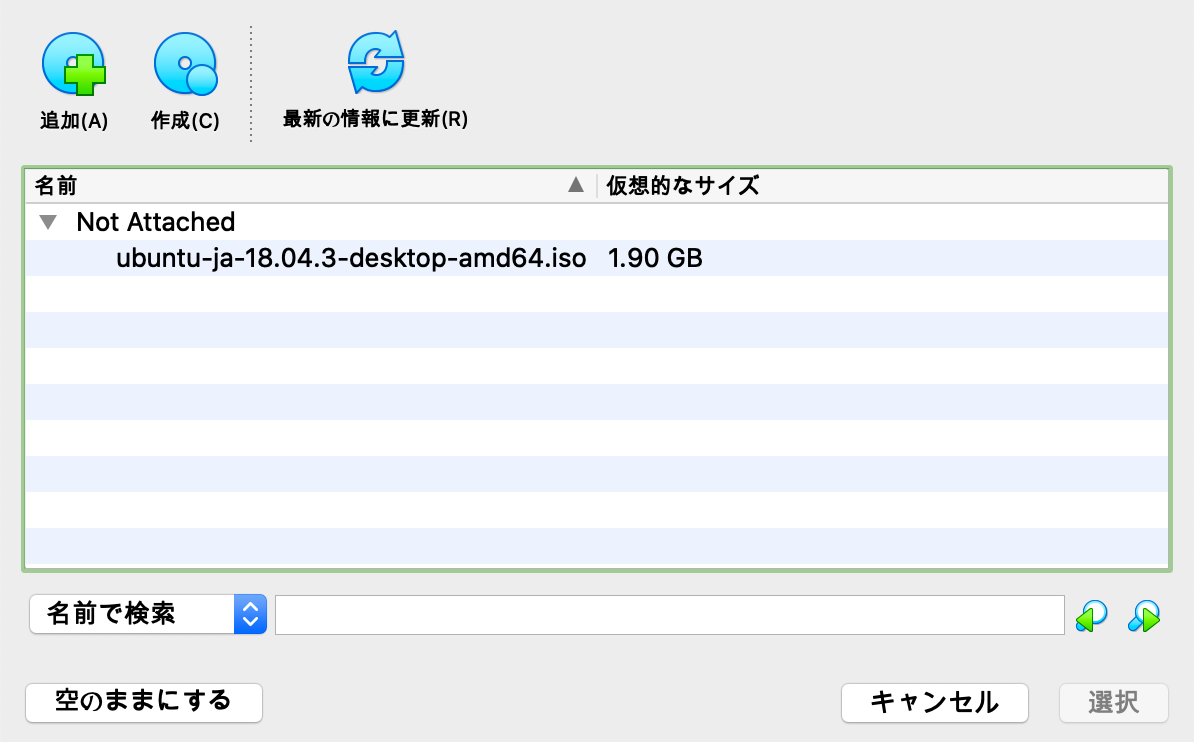 追加(A) 作成(C) 最新の情報に更新(R)
名前 仮想的なサイズ
Not Attached
ubuntu-ja-18.04.3-desktop-amd64.iso 1.90 GB
名前で検索
空のままにする キャンセル 選択